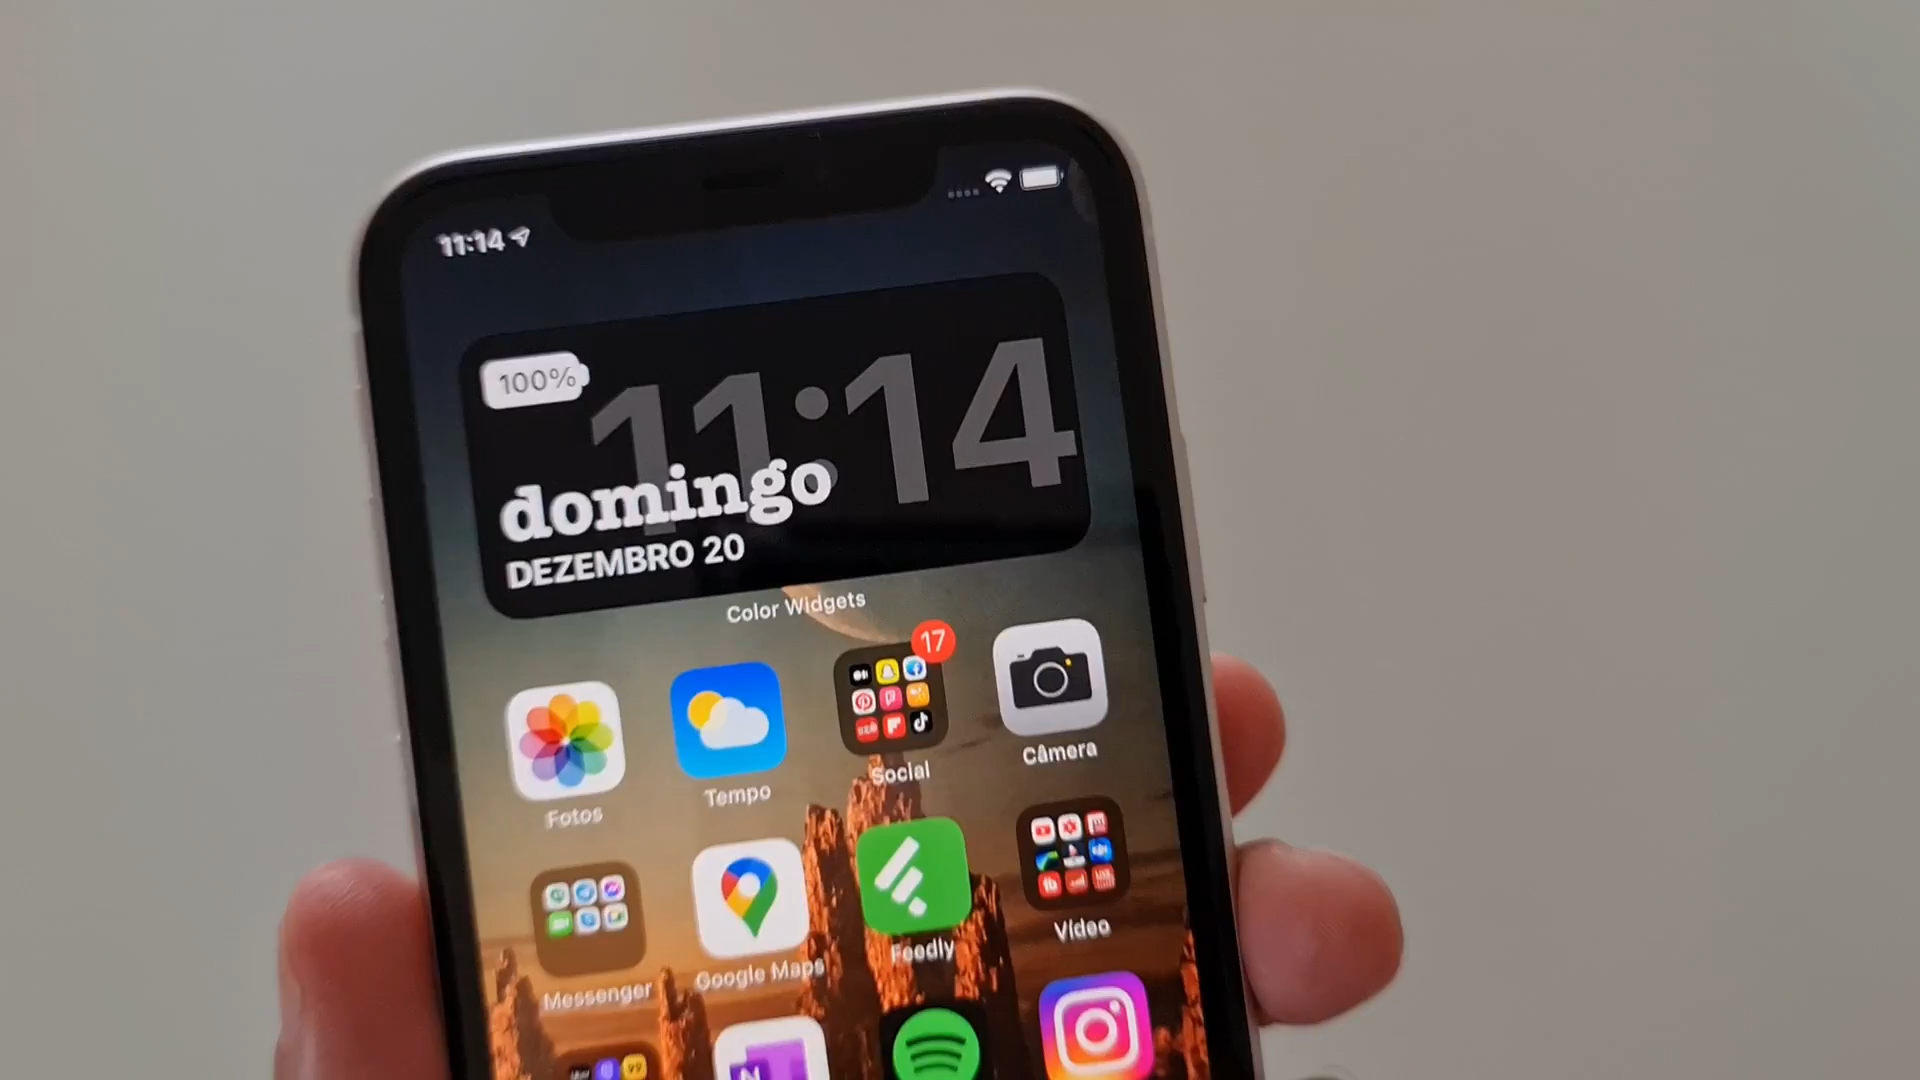 11:14
100%
11:14
domingo
DEZEMBRO 20
Color Widgets
17
Fotos
Tempo
Social
Câmera
Messenger
Google Maps
Feedly
Vídeo
N
99